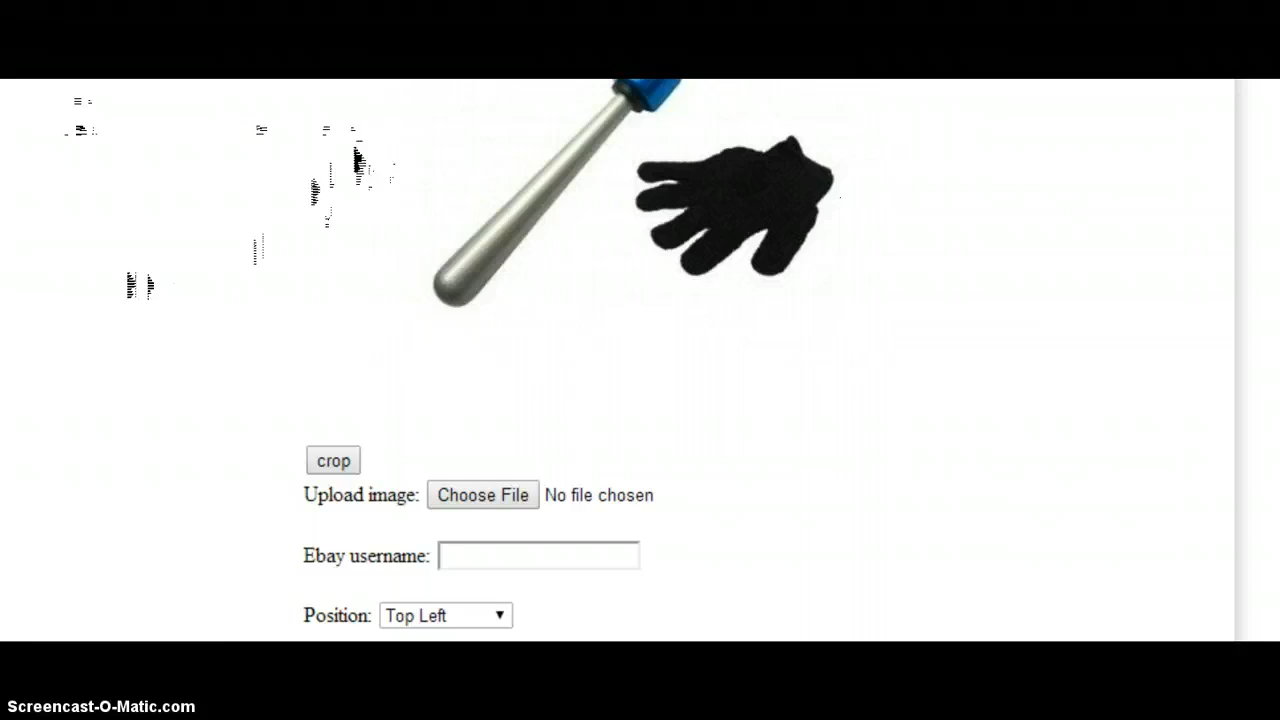 crop
Upload image: Choose File No file chosen
Ebay username:
Position: Top Left
Screencast-O-Matic.com